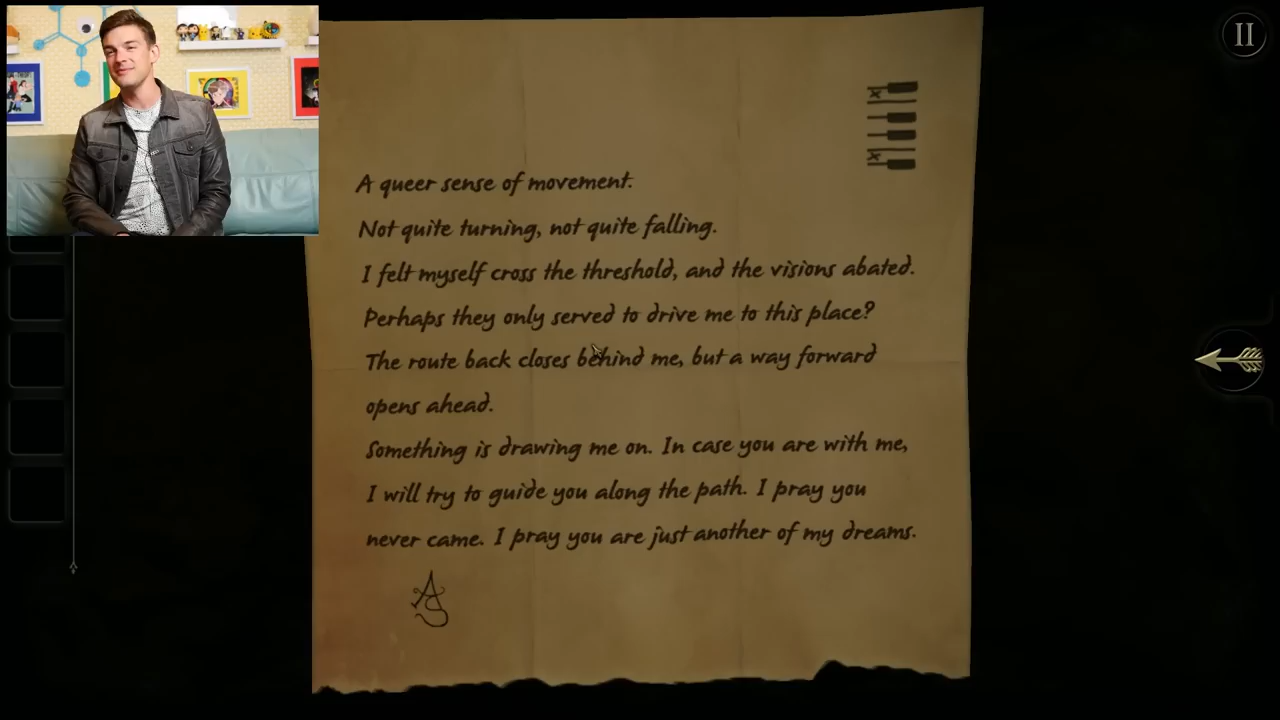 A queer sense of movement.
Not quite turning, not quite falling.
I felt myself cross the threshold, and the visions abated.
Perhaps they only served to drive me to this place?
The route back closes behind me, but a way forward
opens ahead.
Something is drawing me on. In case you are with me,
I will try to guide you along the path. I pray you
never came. I pray you are just another of my dreams.
AS